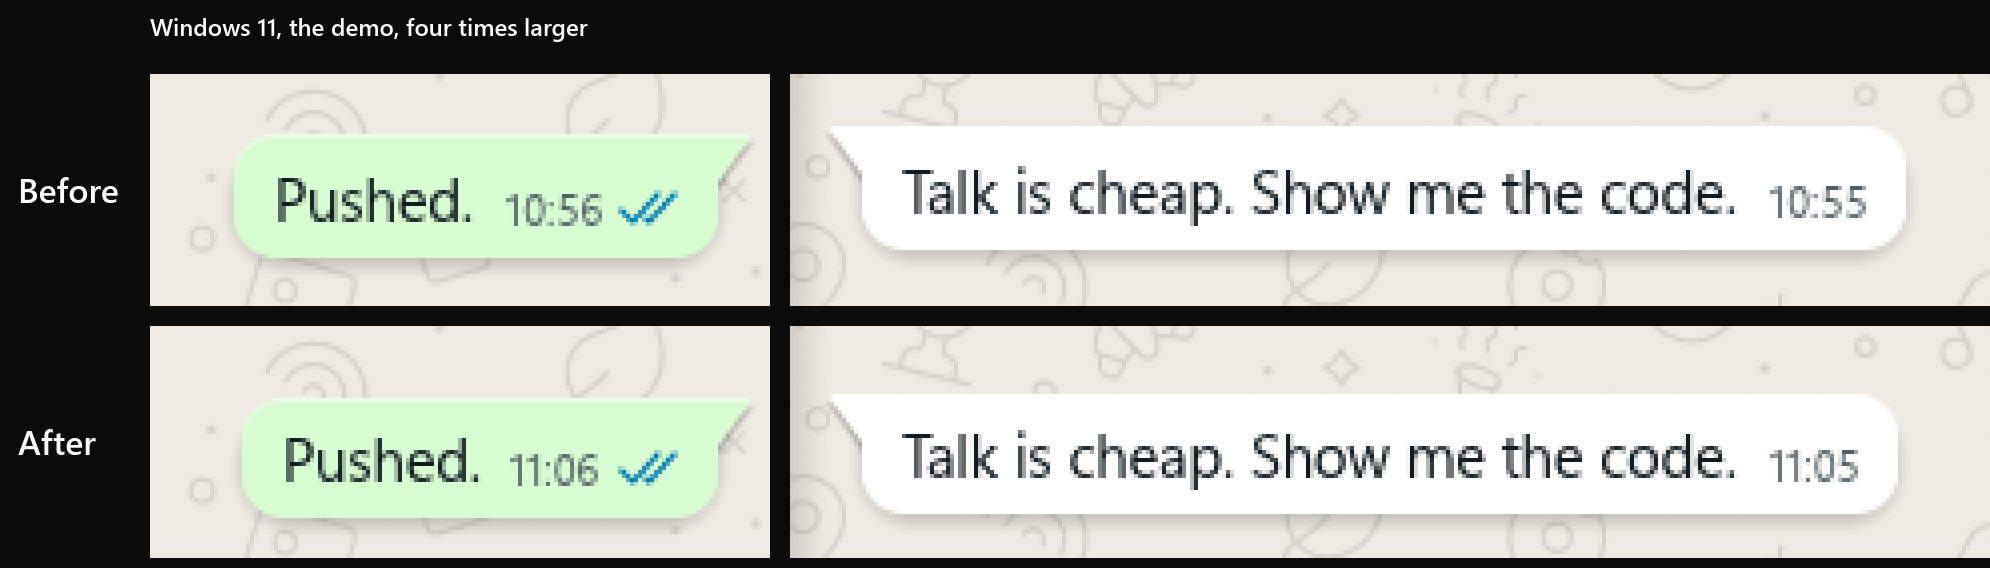 Windows 11, the demo, four times larger
Before
Pushed. 10:56
Talk is cheap. Show me the code. 10:55
After
Pushed. 11:06
Talk is cheap. Show me the code. 11:05